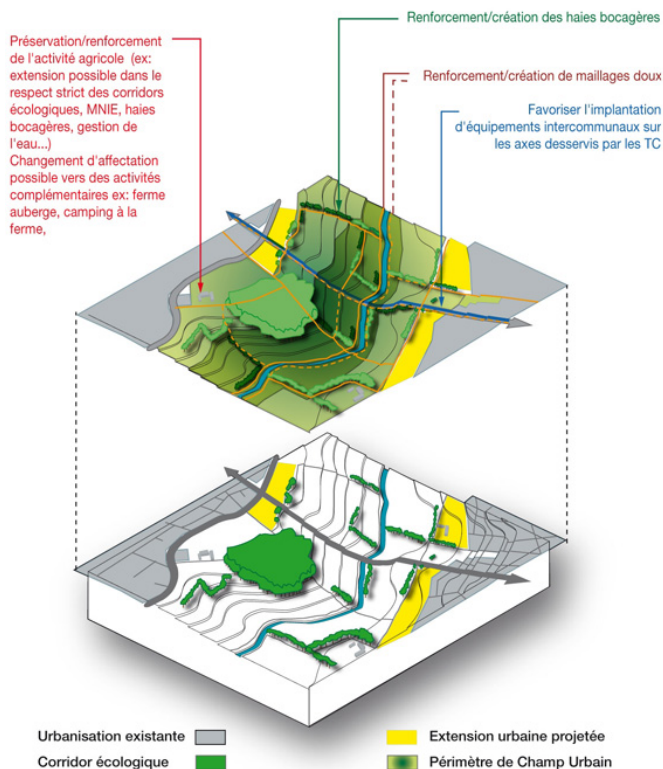 Renforcement/création des haies bocagères
Préservation/renforcement
de l'activité agricole (ex:
extension possible dans le
respect strict des corridors
écologiques, MNIE, haies
bocagères, gestion de
l'eau...)
Changement d'affectation
possible vers des activités
complémentaires ex: ferme
auberge, camping à la
ferme,
Renforcement/création de maillages doux
Favoriser l'implantation
d'équipements intercommunaux sur
les axes desservis par les TC
Urbanisation existante
Corridor écologique
Extension urbaine projetée
Périmètre de Champ Urbain